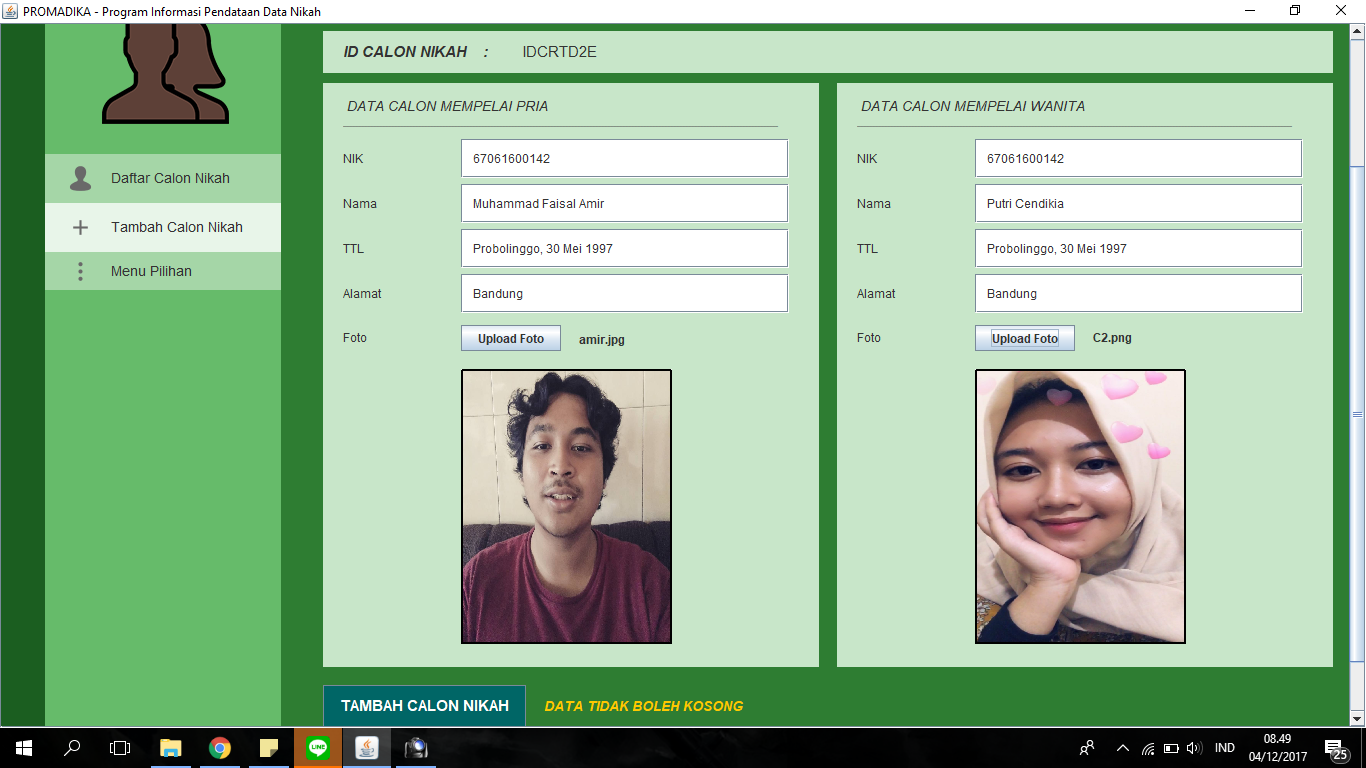 PROMADIKA - Program Informasi Pendataan Data Nikah
ID CALON NIKAH : IDCRTD2E
Daftar Calon Nikah
Tambah Calon Nikah
Menu Pilihan
DATA CALON MEMPELAI PRIA
NIK 67061600142
Nama Muhammad Faisal Amir
TTL Probolinggo, 30 Mei 1997
Alamat Bandung
Foto Upload Foto amir.jpg
DATA CALON MEMPELAI WANITA
NIK 67061600142
Nama Putri Cendikia
TTL Probolinggo, 30 Mei 1997
Alamat Bandung
Foto Upload Foto C2.png
TAMBAH CALON NIKAH DATA TIDAK BOLEH KOSONG
LINE
IND
08.49
04/12/2017
25